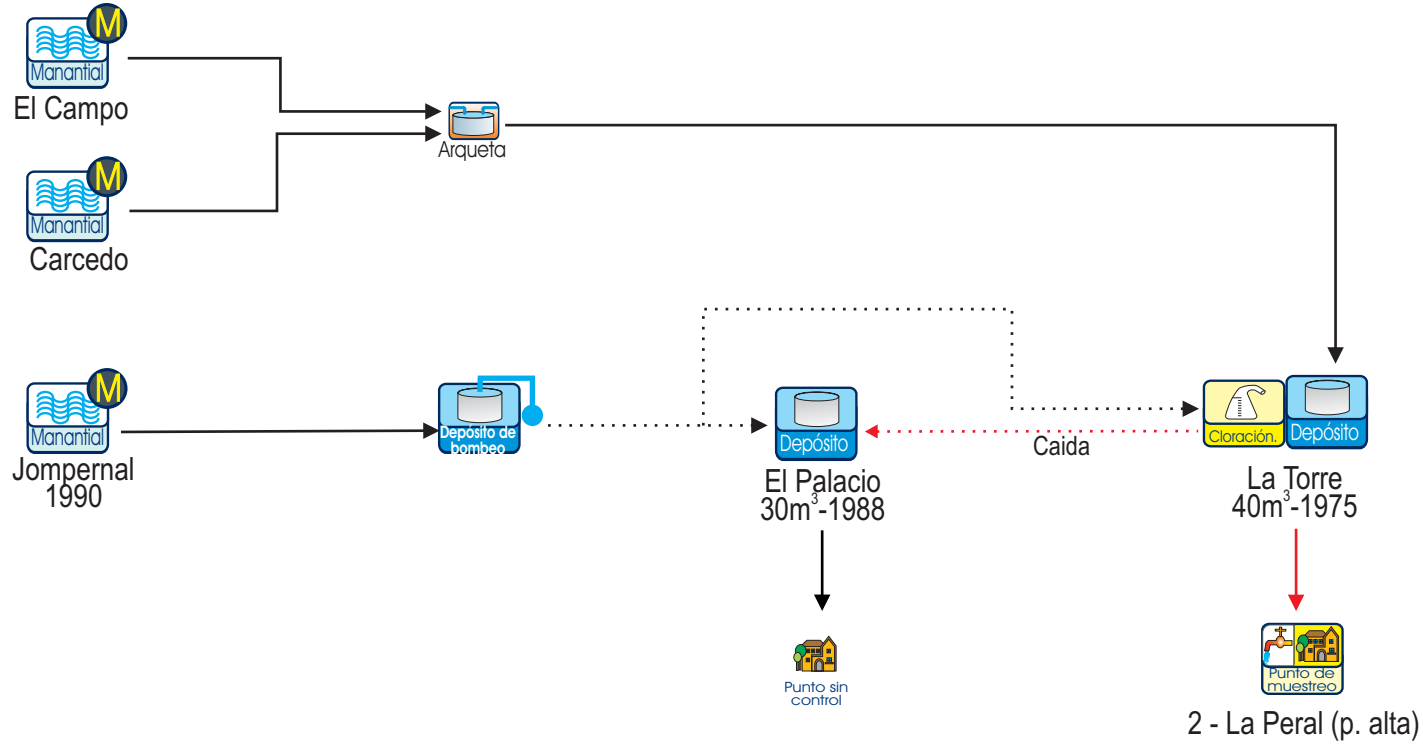 M
Manantial
El Campo
Arqueta
M
Manantial
Carcedo
M
Manantial
Jompernal
1990
Depósito de
bombeo
Depósito
El Palacio
30m³-1988
Caida
Cloración.
Depósito
La Torre
40m³-1975
Punto sin
control
Punto de
muestreo
2 - La Peral (p. alta)